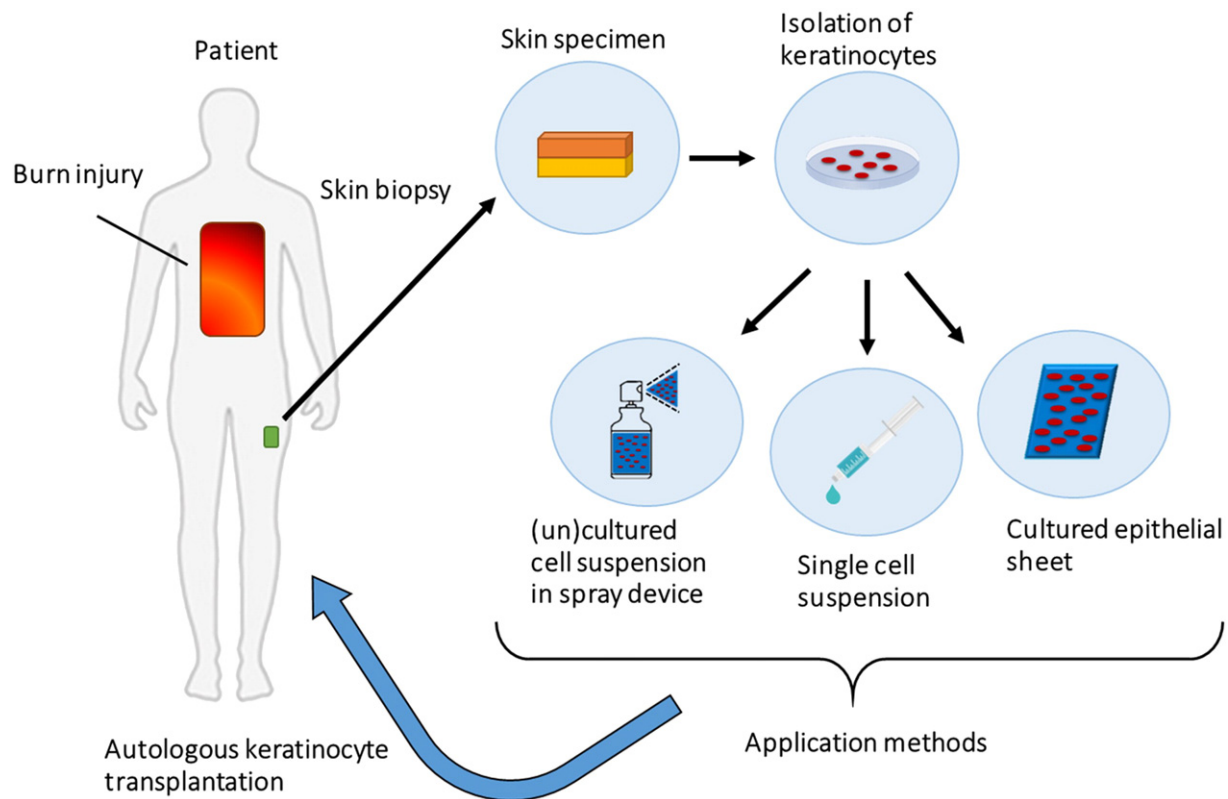 Patient
Burn injury
Skin biopsy
Skin specimen
Isolation of
keratinocytes
(un)cultured
cell suspension
in spray device
Single cell
suspension
Cultured epithelial
sheet
Application methods
Autologous keratinocyte
transplantation